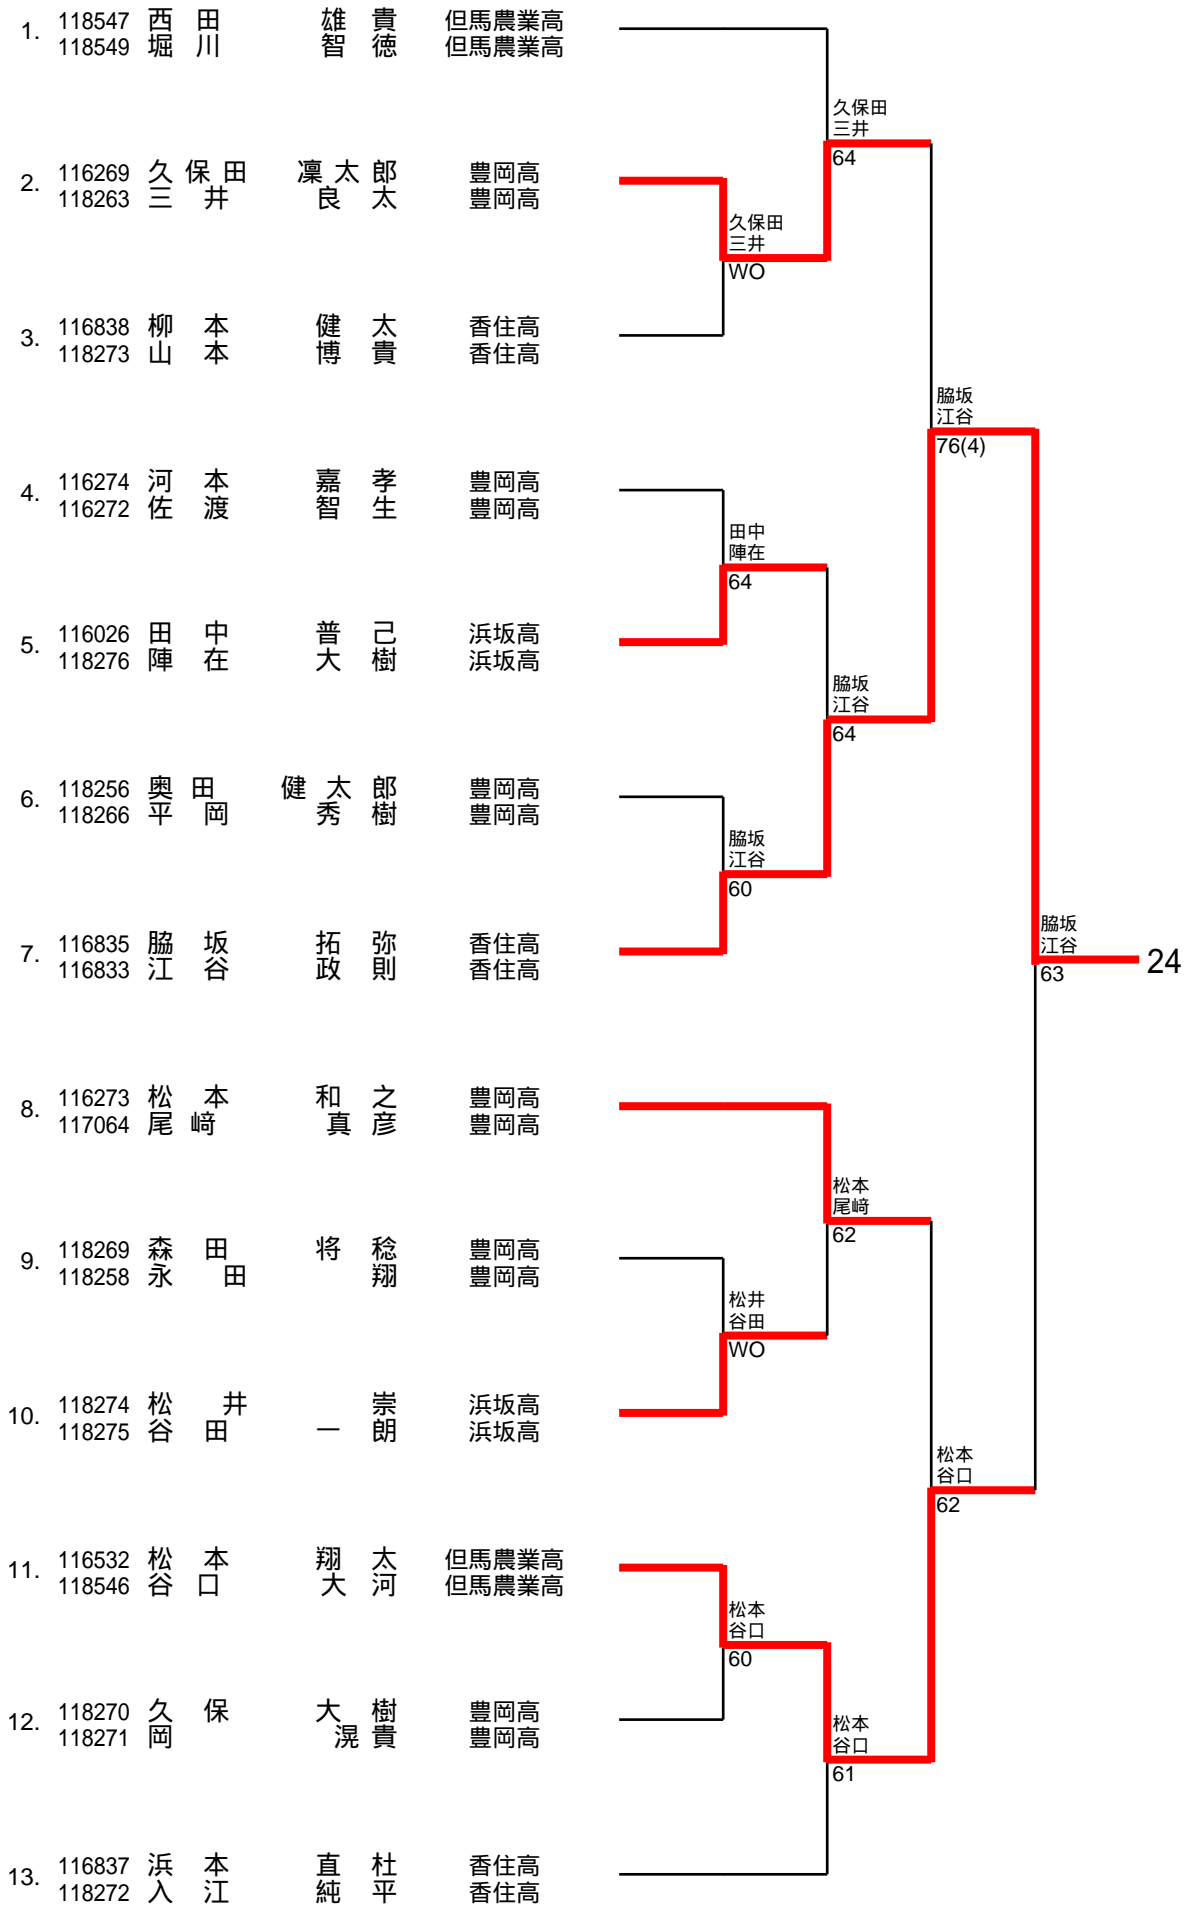 1. 118547 西田 雄貴 但馬農業高
118549 堀川 智徳 但馬農業高
久保田
三井
64
2. 116269 久保田 凜太郎 豊岡高
118263 三井 良太 豊岡高
久保田
三井
WO
3. 116838 柳本 健太 香住高
118273 山本 博貴 香住高
脇坂
江谷
76(4)
4. 116274 河本 嘉孝 豊岡高
116272 佐渡 智生 豊岡高
田中
陣在
64
5. 116026 田中 普己 浜坂高
118276 陣在 大樹 浜坂高
脇坂
江谷
64
6. 118256 奥田 健太郎 豊岡高
118266 平岡 秀樹 豊岡高
脇坂
江谷
60
7. 116835 脇坂 拓弥 香住高
116833 江谷 政則 香住高
脇坂
江谷
63
24
8. 116273 松本 和之 豊岡高
117064 尾﨑 真彦 豊岡高
松本
尾﨑
62
9. 118269 森田 将稔 豊岡高
118258 永田 翔 豊岡高
松井
谷田
WO
10. 118274 松井 崇 浜坂高
118275 谷田 一朗 浜坂高
松本
谷口
62
11. 116532 松本 翔太 但馬農業高
118546 谷口 大河 但馬農業高
松本
谷口
60
12. 118270 久保 大樹 豊岡高
118271 岡 滉貴 豊岡高
松本
谷口
61
13. 116837 浜本 直杜 香住高
118272 入江 純平 香住高